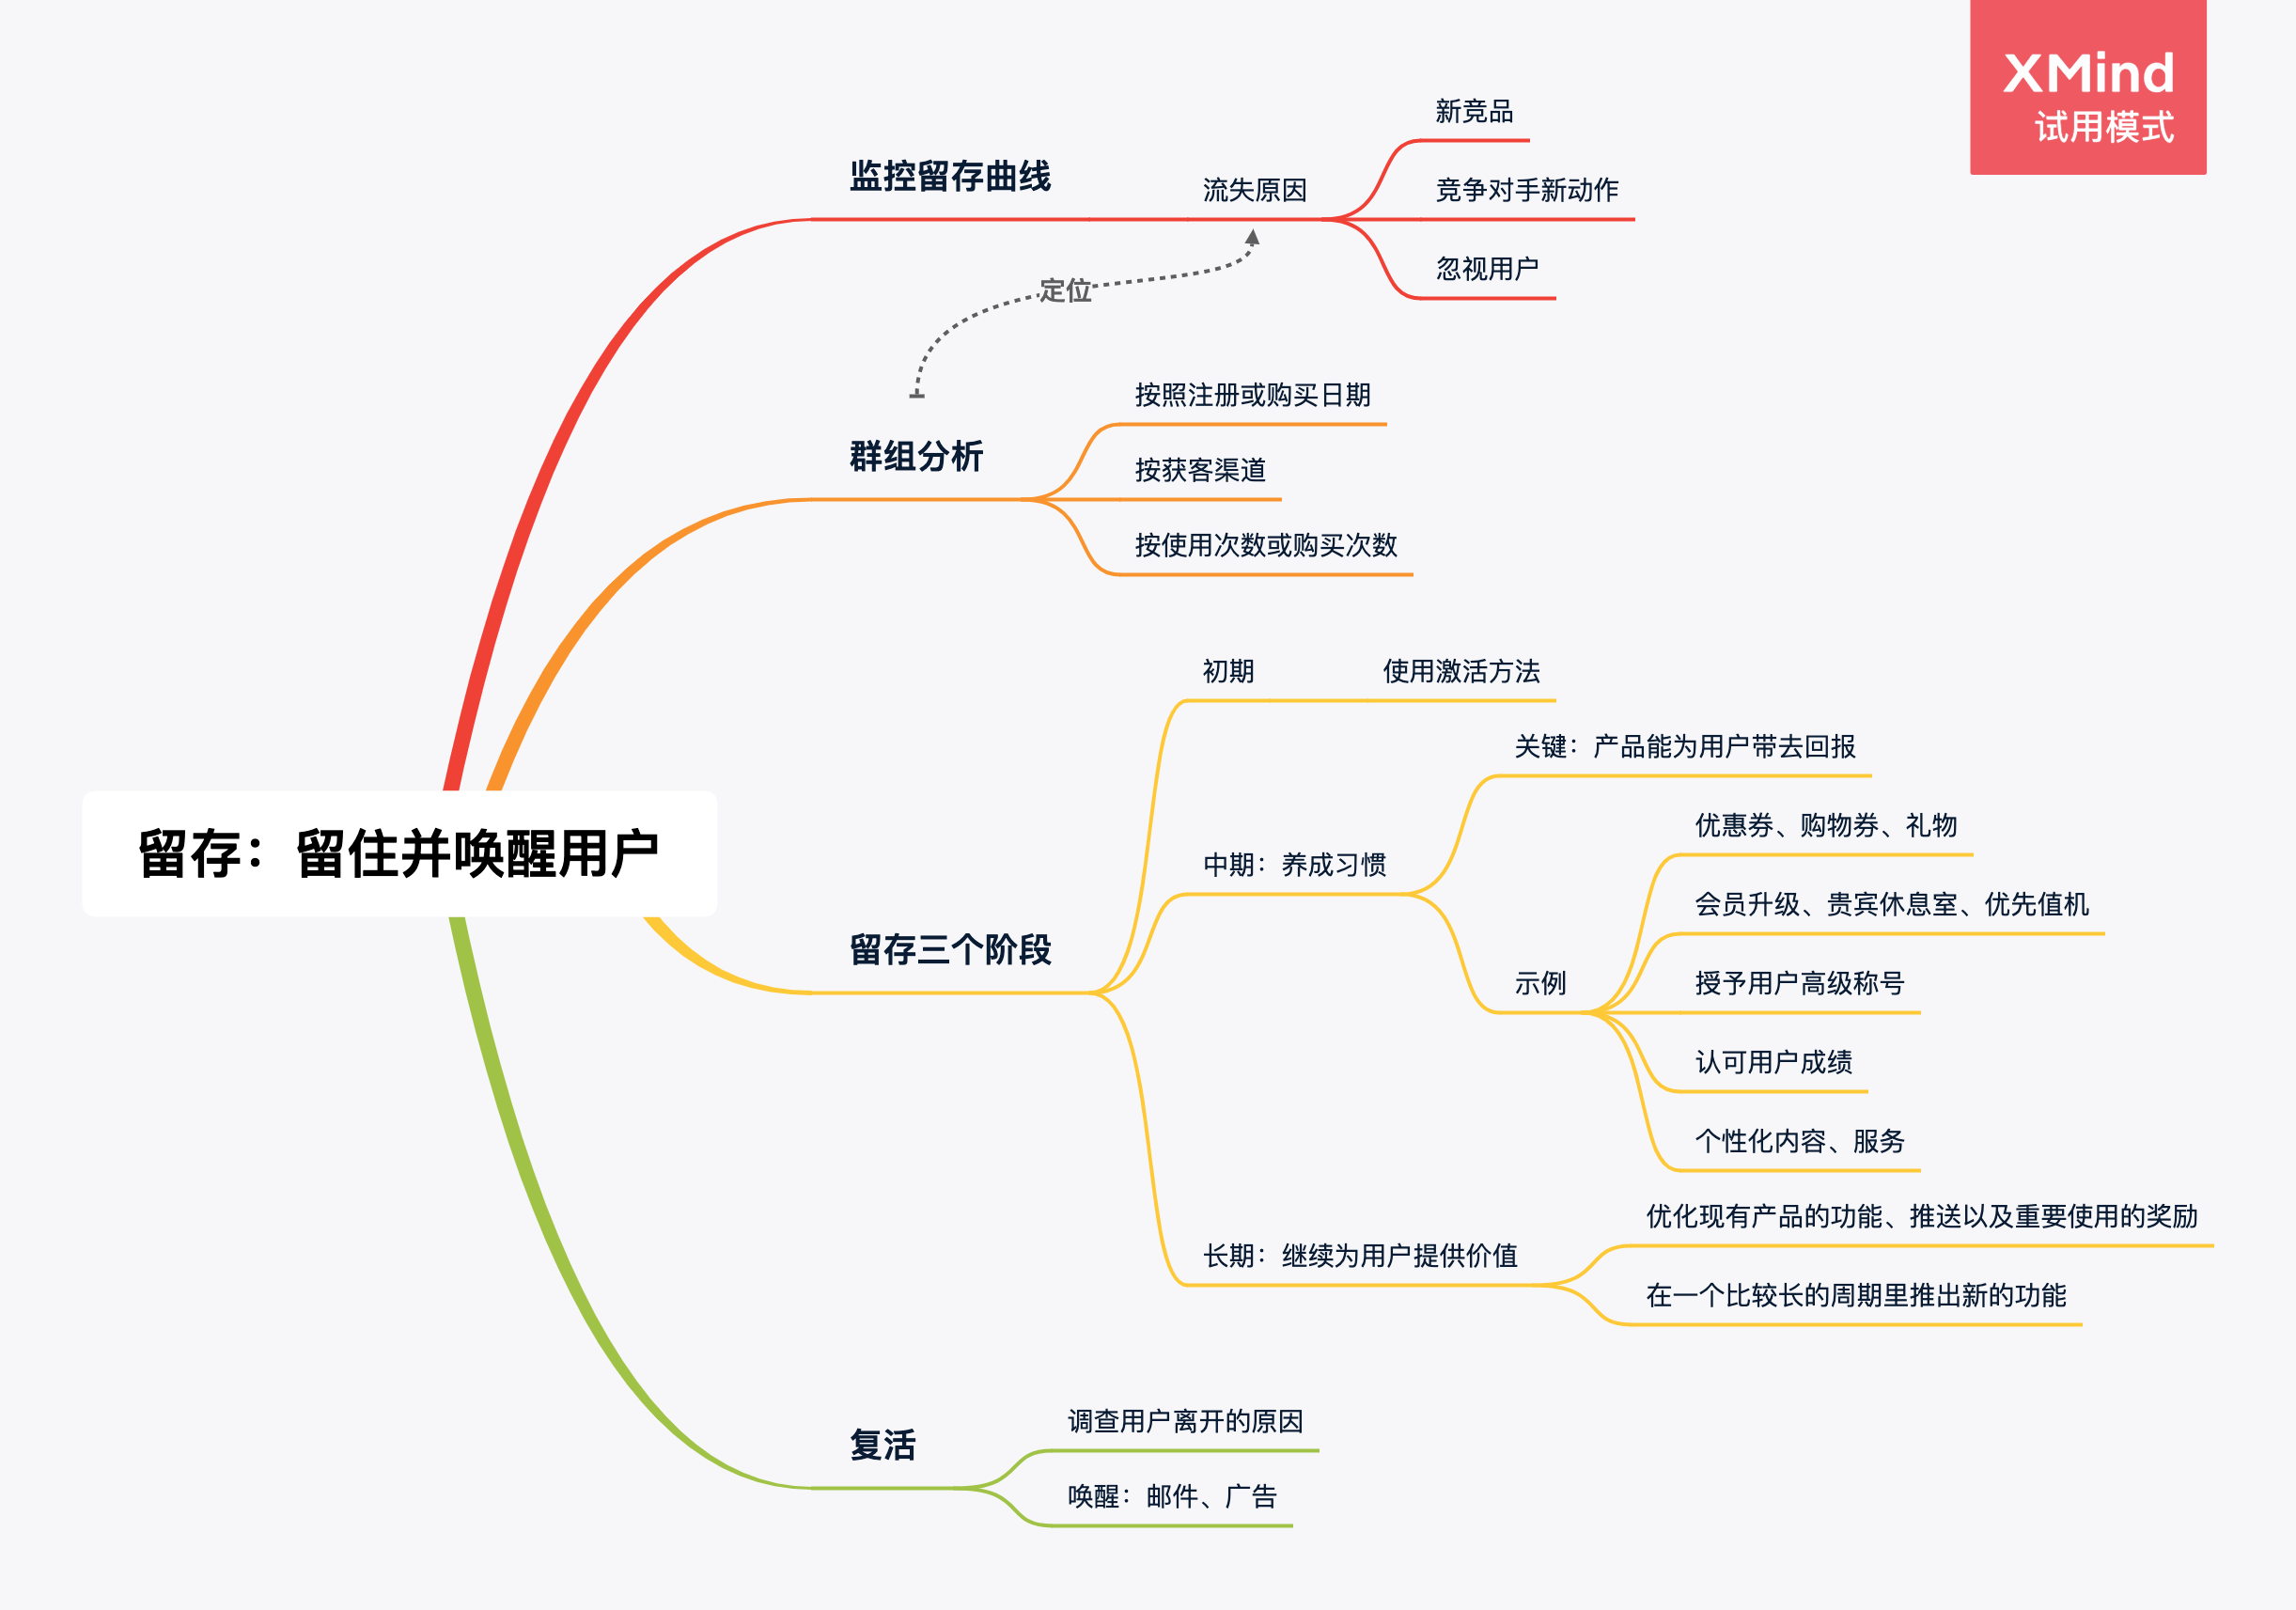 XMind
试用模式
留存：留住并唤醒用户
监控留存曲线
流失原因
新竞品
竞争对手新动作
忽视用户
定位
群组分析
按照注册或购买日期
按获客渠道
按使用次数或购买次数
留存三个阶段
初期
使用激活方法
中期：养成习惯
关键：产品能为用户带去回报
示例
优惠券、购物券、礼物
会员升级、贵宾休息室、优先值机
授予用户高级称号
认可用户成绩
个性化内容、服务
长期：继续为用户提供价值
优化现有产品的功能、推送以及重要使用的奖励
在一个比较长的周期里推出新的功能
复活
调查用户离开的原因
唤醒：邮件、广告